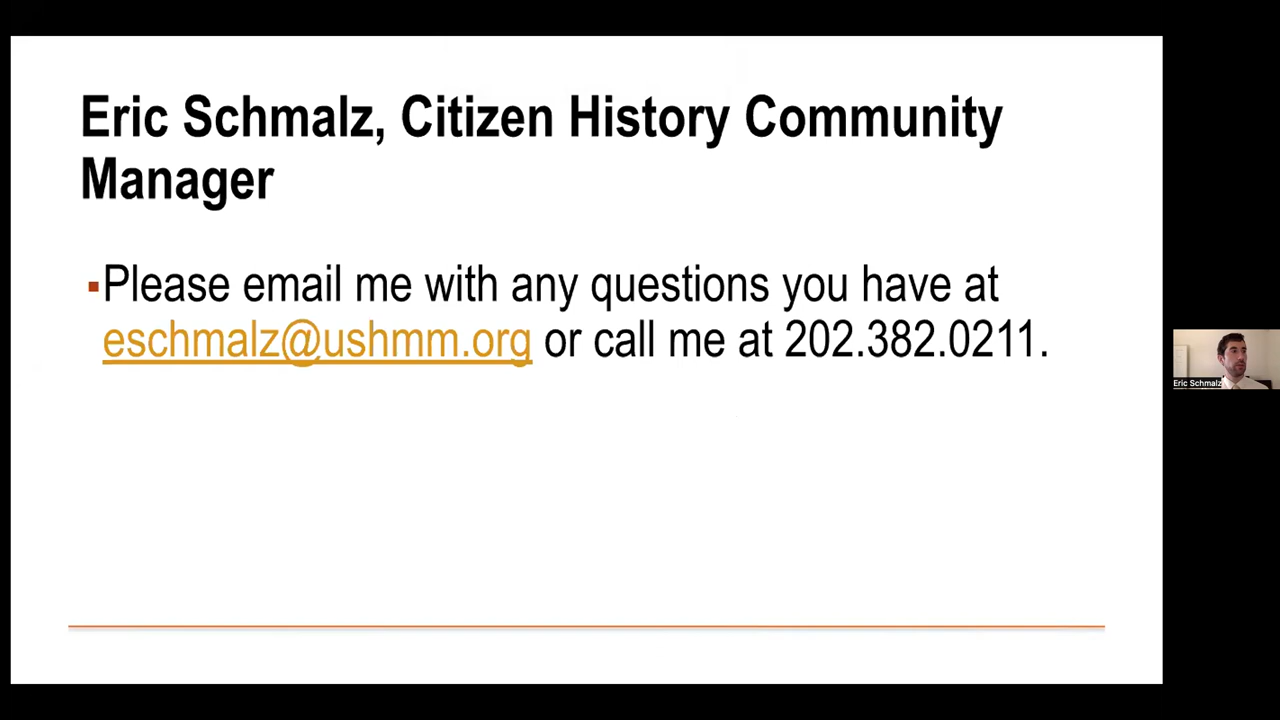 Eric Schmalz, Citizen History Community
Manager
▪Please email me with any questions you have at
eschmalz@ushmm.org or call me at 202.382.0211.
Eric Schmalz